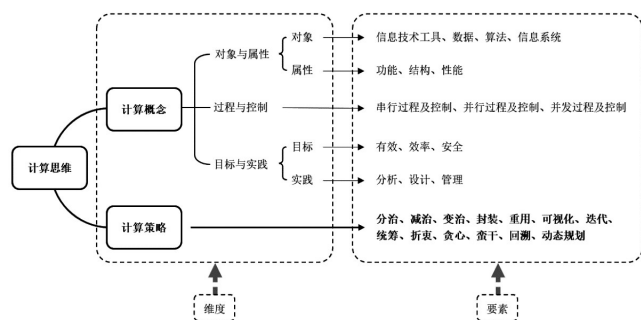 对象
信息技术工具、数据、算法、信息系统
对象与属性
属性
功能、结构、性能
计算概念
过程与控制
串行过程及控制、并行过程及控制、并发过程及控制
目标
有效、效率、安全
目标与实践
实践
分析、设计、管理
计算思维
计算策略
分治、减治、变治、封装、重用、可视化、迭代、
统筹、折衷、贪心、蛮干、回溯、动态规划
维度
要素